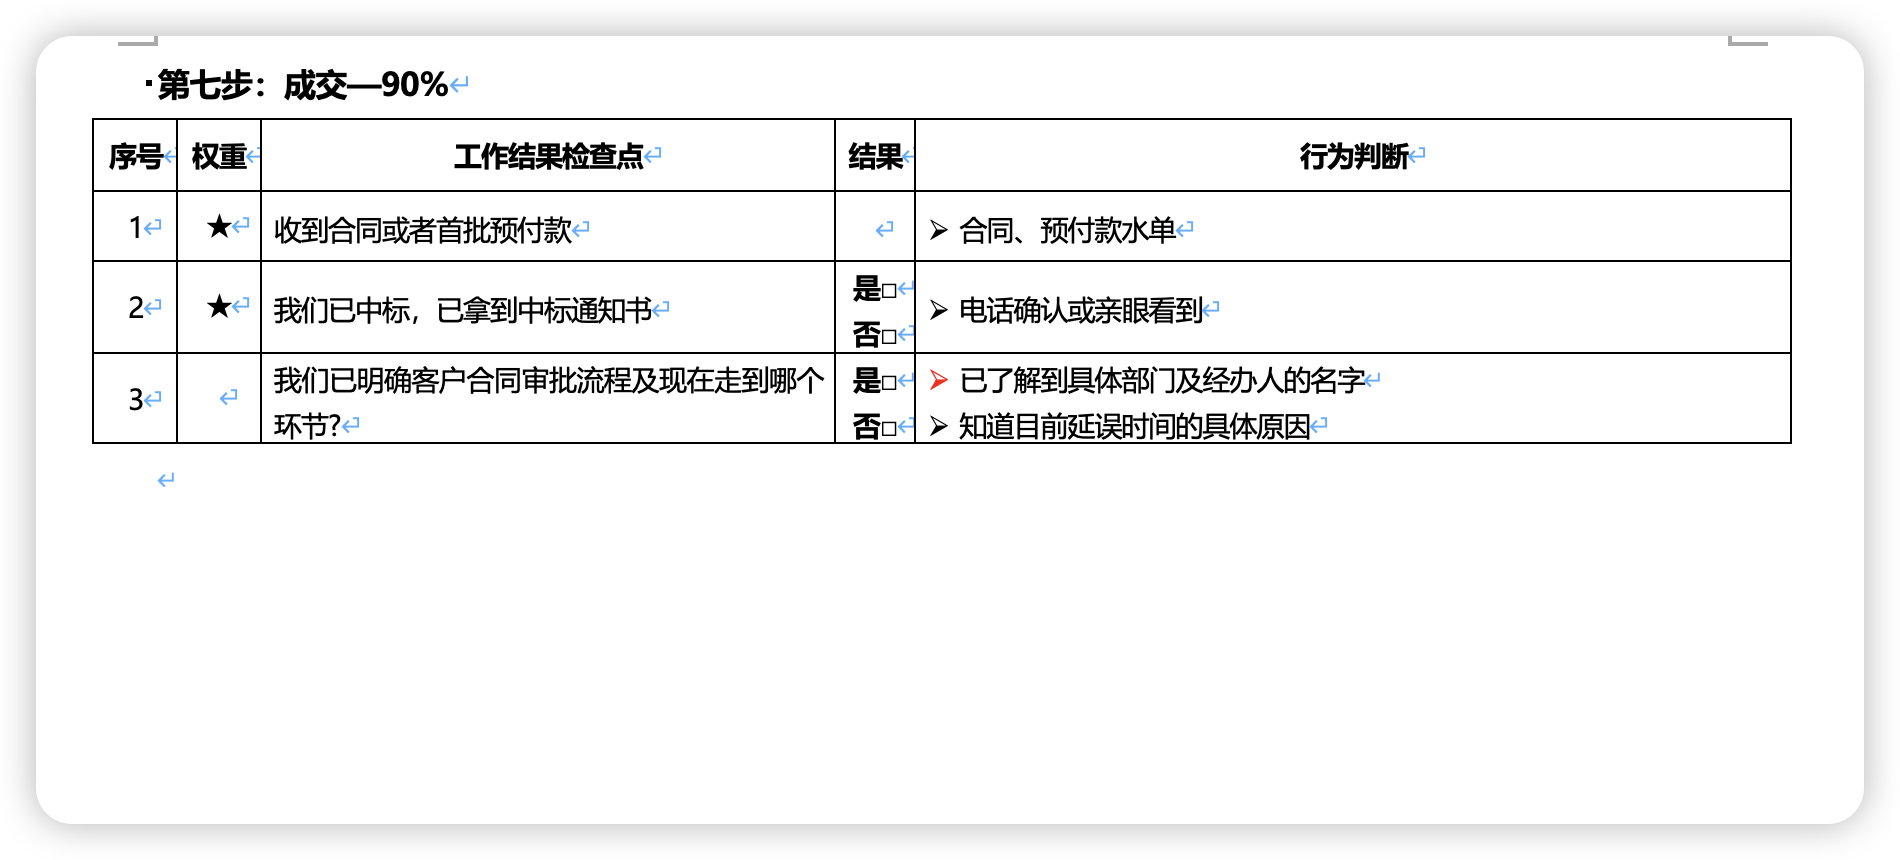 ▪第七步：成交—90%
序号 权重 工作结果检查点 结果 行为判断
1 ★ 收到合同或者首批预付款 ➢ 合同、预付款水单
2 ★ 我们已中标，已拿到中标通知书 是□ 否□ ➢ 电话确认或亲眼看到
3 我们已明确客户合同审批流程及现在走到哪个 是□ ➢ 已了解到具体部门及经办人的名字
环节? 否□ ➢ 知道目前延误时间的具体原因